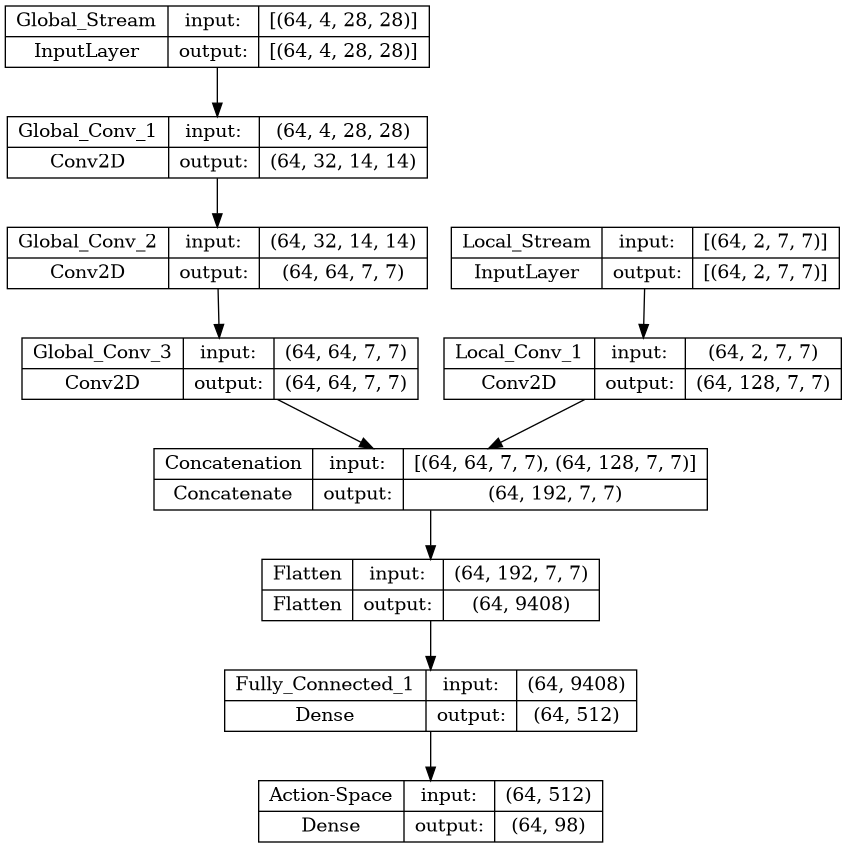 Global_Stream input: [(64, 4, 28, 28)]
InputLayer output: [(64, 4, 28, 28)]
Global_Conv_1 input: (64, 4, 28, 28)
Conv2D output: (64, 32, 14, 14)
Global_Conv_2 input: (64, 32, 14, 14)
Conv2D output: (64, 64, 7, 7)
Local_Stream input: [(64, 2, 7, 7)]
InputLayer output: [(64, 2, 7, 7)]
Global_Conv_3 input: (64, 64, 7, 7)
Conv2D output: (64, 64, 7, 7)
Local_Conv_1 input: (64, 2, 7, 7)
Conv2D output: (64, 128, 7, 7)
Concatenation input: [(64, 64, 7, 7), (64, 128, 7, 7)]
Concatenate output: (64, 192, 7, 7)
Flatten input: (64, 192, 7, 7)
Flatten output: (64, 9408)
Fully_Connected_1 input: (64, 9408)
Dense output: (64, 512)
Action-Space input: (64, 512)
Dense output: (64, 98)